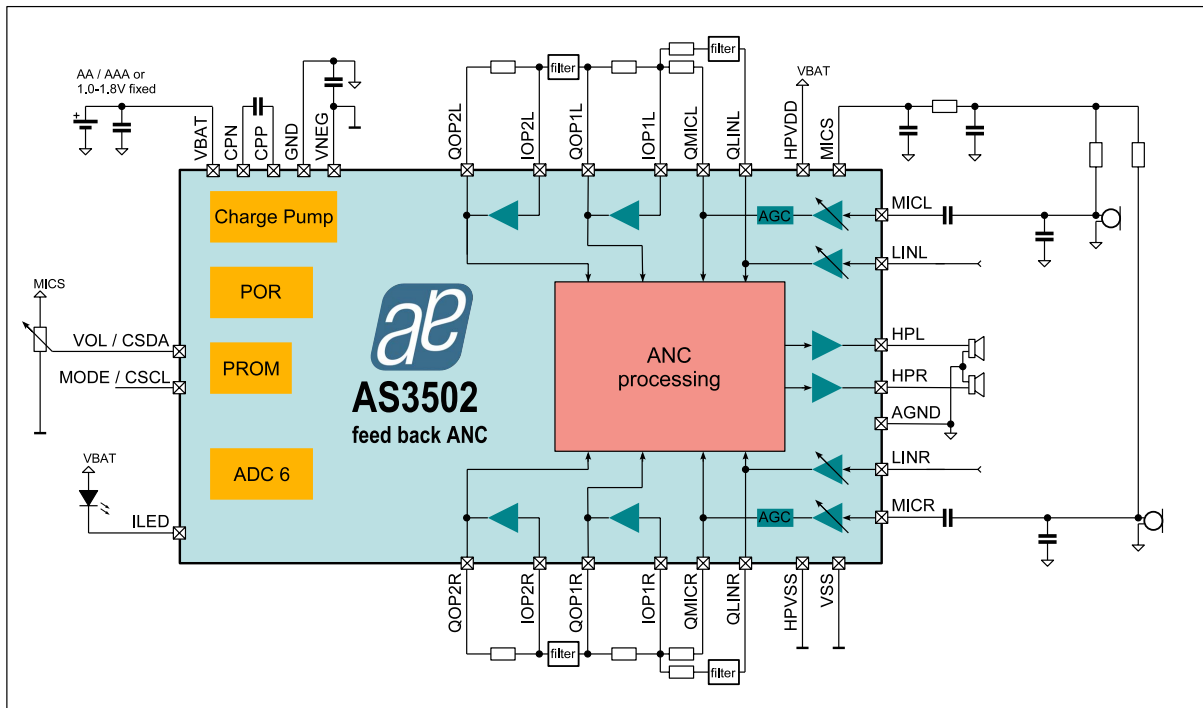 AA / AAA or
1.0-1.8V fixed
VBAT
CPN
CPP
GND
VNEG
QOP2L
IOP2L
QOP1L
IOP1L
QMICL
QLINL
filter
filter
VBAT
HPVDD
MICS
Charge Pump
POR
PROM
ADC 6
MICS
VOL / CSDA
MODE / CSCL
VBAT
ILED
ae
AS3502
feed back ANC
ANC
processing
AGC
AGC
MICL
LINL
HPL
HPR
AGND
LINR
MICR
QOP2R
IOP2R
QOP1R
IOP1R
QMICR
QLINR
HPVSS
VSS
filter
filter